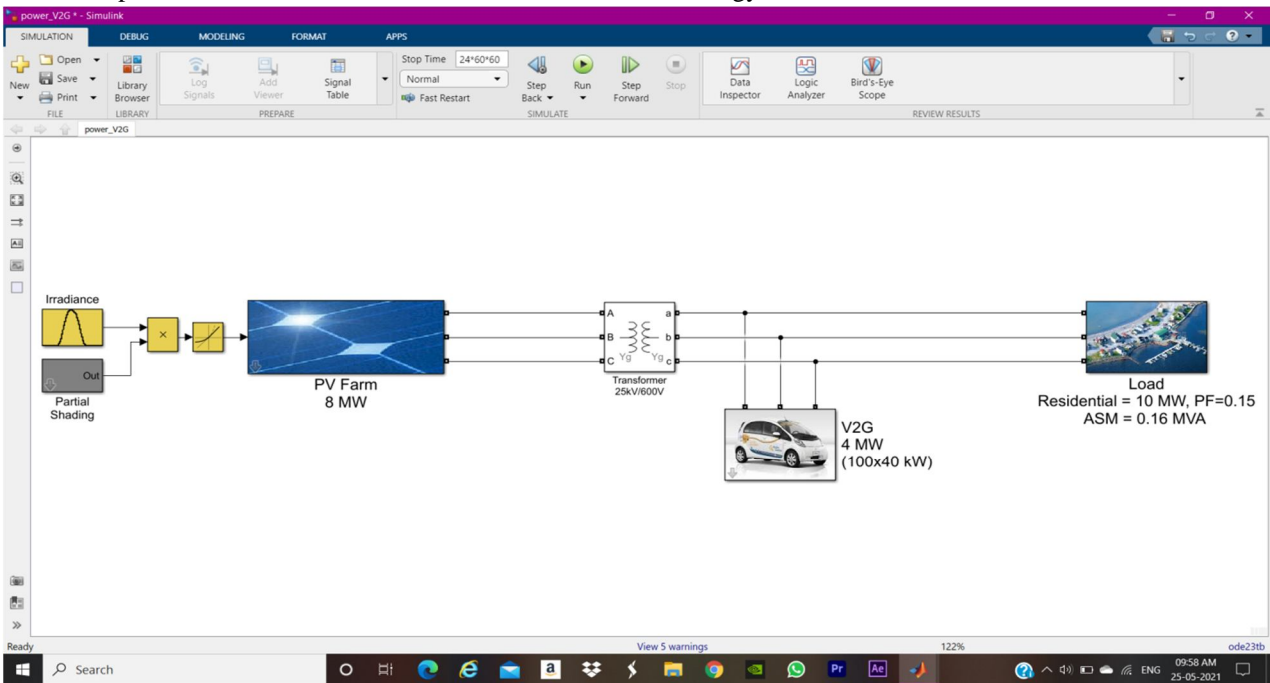 power_V2G * - Simulink
SIMULATION DEBUG MODELING FORMAT APPS
New
Open
Save
Print
FILE
Library
Browser
LIBRARY
Log
Signals
Add
Viewer
Signal
Table
PREPARE
Stop Time 24*60*60
Normal
Fast Restart
Step
Back
Run
Step
Forward
Stop
SIMULATE
Data
Inspector
Logic
Analyzer
Bird's-Eye
Scope
REVIEW RESULTS
power_V2G
Irradiance
Out
Partial
Shading
×
PV Farm
8 MW
A a
B b
C c
Yg Yg
Transformer
25kV/600V
V2G
4 MW
(100x40 kW)
Load
Residential = 10 MW, PF=0.15
ASM = 0.16 MVA
Ready View 5 warnings 122% ode23tb
Search
a
Pr
Ae
ENG
09:58 AM
25-05-2021